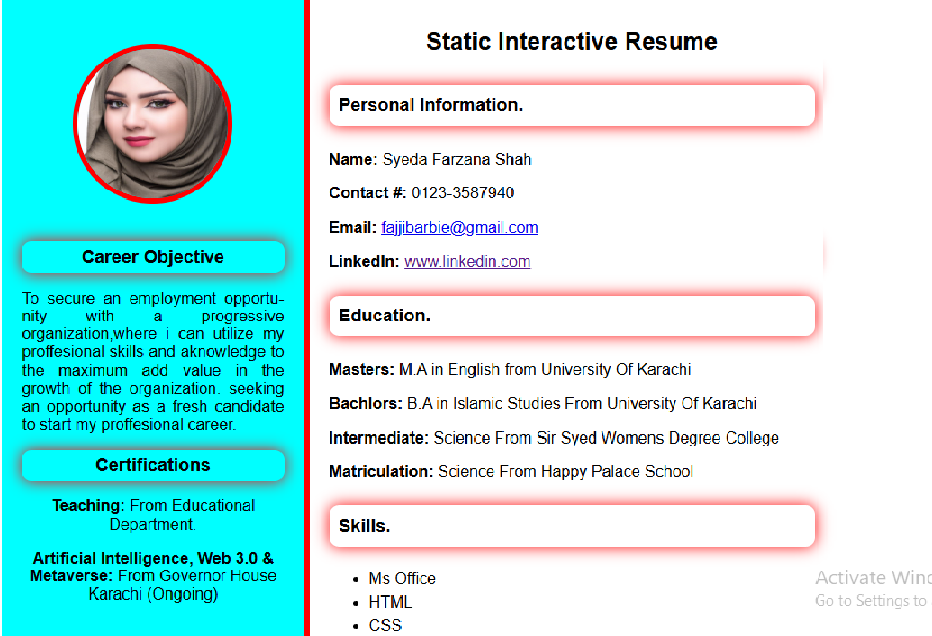 Career Objective
To secure an employment opportu-
nity with a progressive
organization,where i can utilize my
proffesional skills and aknowledge to
the maximum add value in the
growth of the organization. seeking
an opportunity as a fresh candidate
to start my proffesional career.
Certifications
Teaching: From Educational
Department.
Artificial Intelligence, Web 3.0 &
Metaverse: From Governor House
Karachi (Ongoing)
Static Interactive Resume
Personal Information.
Name: Syeda Farzana Shah
Contact #: 0123-3587940
Email: fajjibarbie@gmail.com
LinkedIn: www.linkedin.com
Education.
Masters: M.A in English from University Of Karachi
Bachlors: B.A in Islamic Studies From University Of Karachi
Intermediate: Science From Sir Syed Womens Degree College
Matriculation: Science From Happy Palace School
Skills.
• Ms Office
• HTML
• CSS
Activate Winc
Go to Settings to